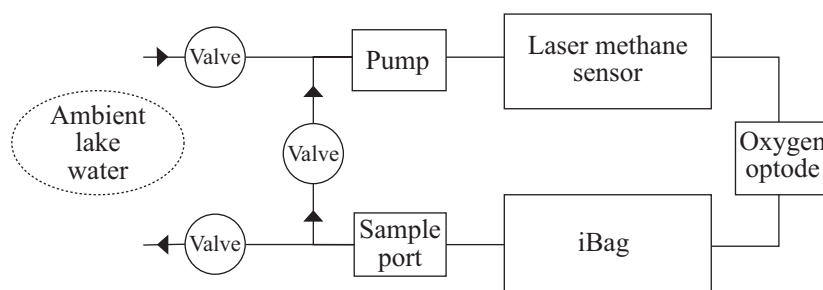 Valve
Pump
Laser methane
sensor
Ambient
lake
water
Valve
Oxygen
optode
Valve
Sample
port
iBag